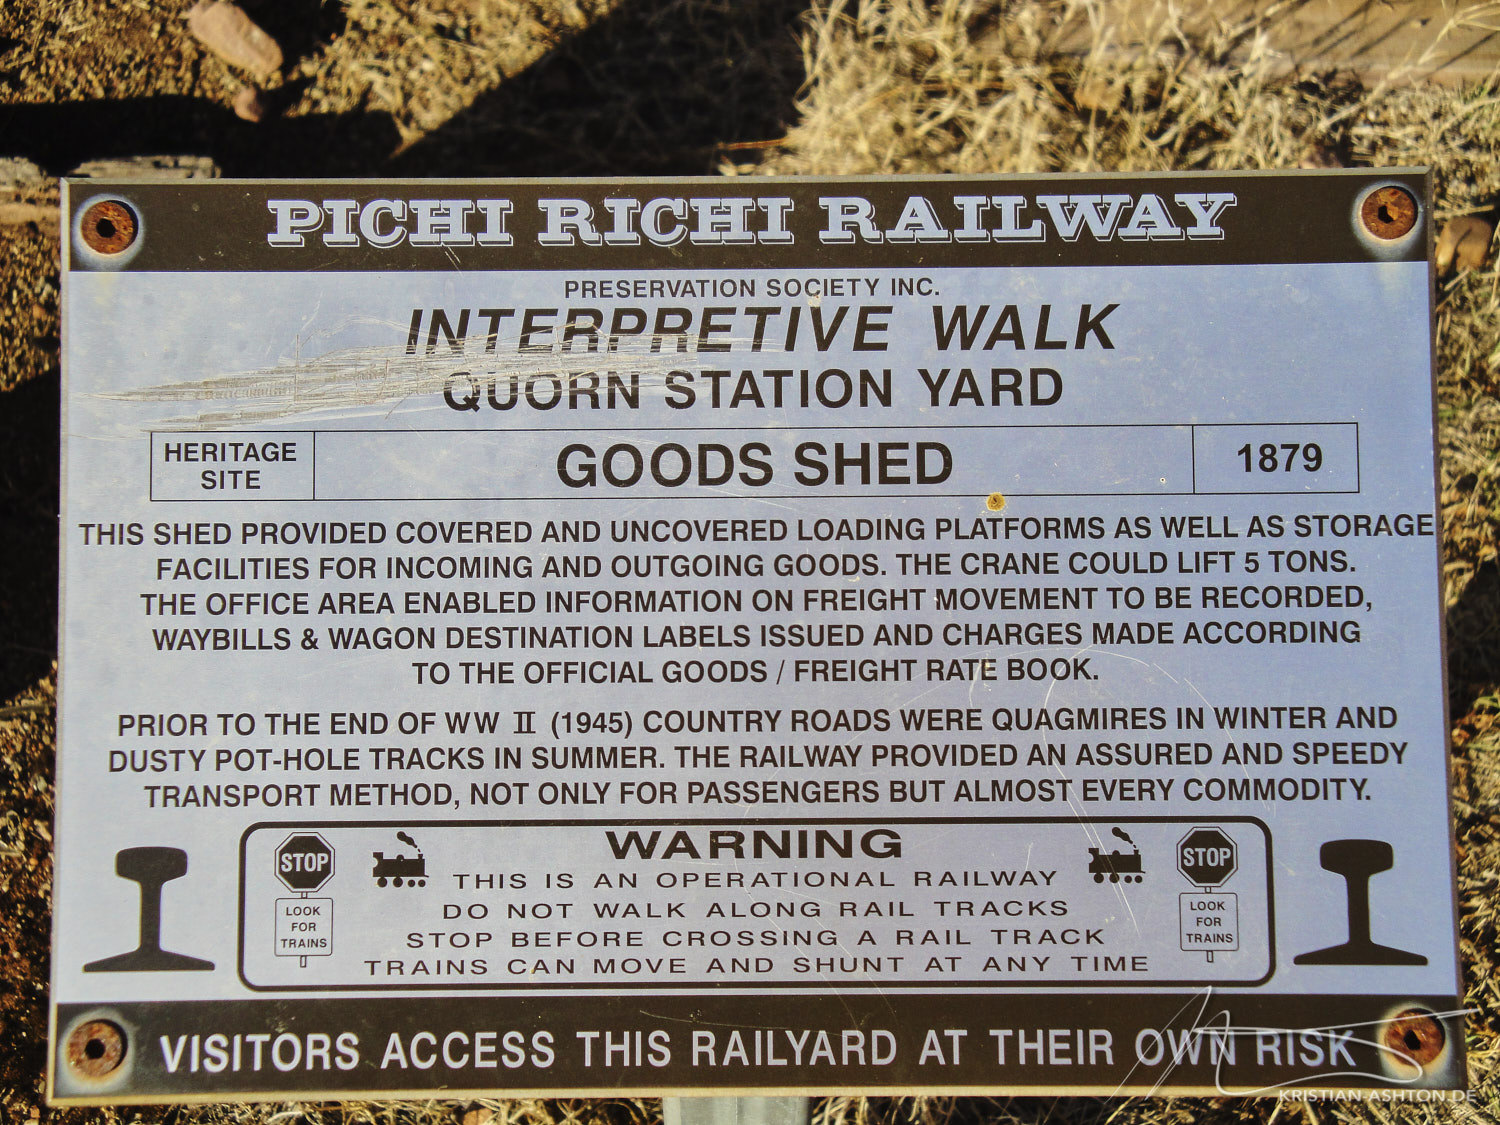 PICHI RICHI RAILWAY
PRESERVATION SOCIETY INC.
INTERPRETIVE WALK
QUORN STATION YARD
HERITAGE SITE
GOODS SHED
1879
THIS SHED PROVIDED COVERED AND UNCOVERED LOADING PLATFORMS AS WELL AS STORAGE
FACILITIES FOR INCOMING AND OUTGOING GOODS. THE CRANE COULD LIFT 5 TONS.
THE OFFICE AREA ENABLED INFORMATION ON FREIGHT MOVEMENT TO BE RECORDED,
WAYBILLS & WAGON DESTINATION LABELS ISSUED AND CHARGES MADE ACCORDING
TO THE OFFICIAL GOODS / FREIGHT RATE BOOK.
PRIOR TO THE END OF WW II (1945) COUNTRY ROADS WERE QUAGMIRES IN WINTER AND
DUSTY POT-HOLE TRACKS IN SUMMER. THE RAILWAY PROVIDED AN ASSURED AND SPEEDY
TRANSPORT METHOD, NOT ONLY FOR PASSENGERS BUT ALMOST EVERY COMMODITY.
STOP
LOOK
FOR
TRAINS
WARNING
THIS IS AN OPERATIONAL RAILWAY
DO NOT WALK ALONG RAIL TRACKS
STOP BEFORE CROSSING A RAIL TRACK
TRAINS CAN MOVE AND SHUNT AT ANY TIME
STOP
LOOK
FOR
TRAINS
VISITORS ACCESS THIS RAILYARD AT THEIR OWN RISK
KRISTIAN-ASHTON.DE